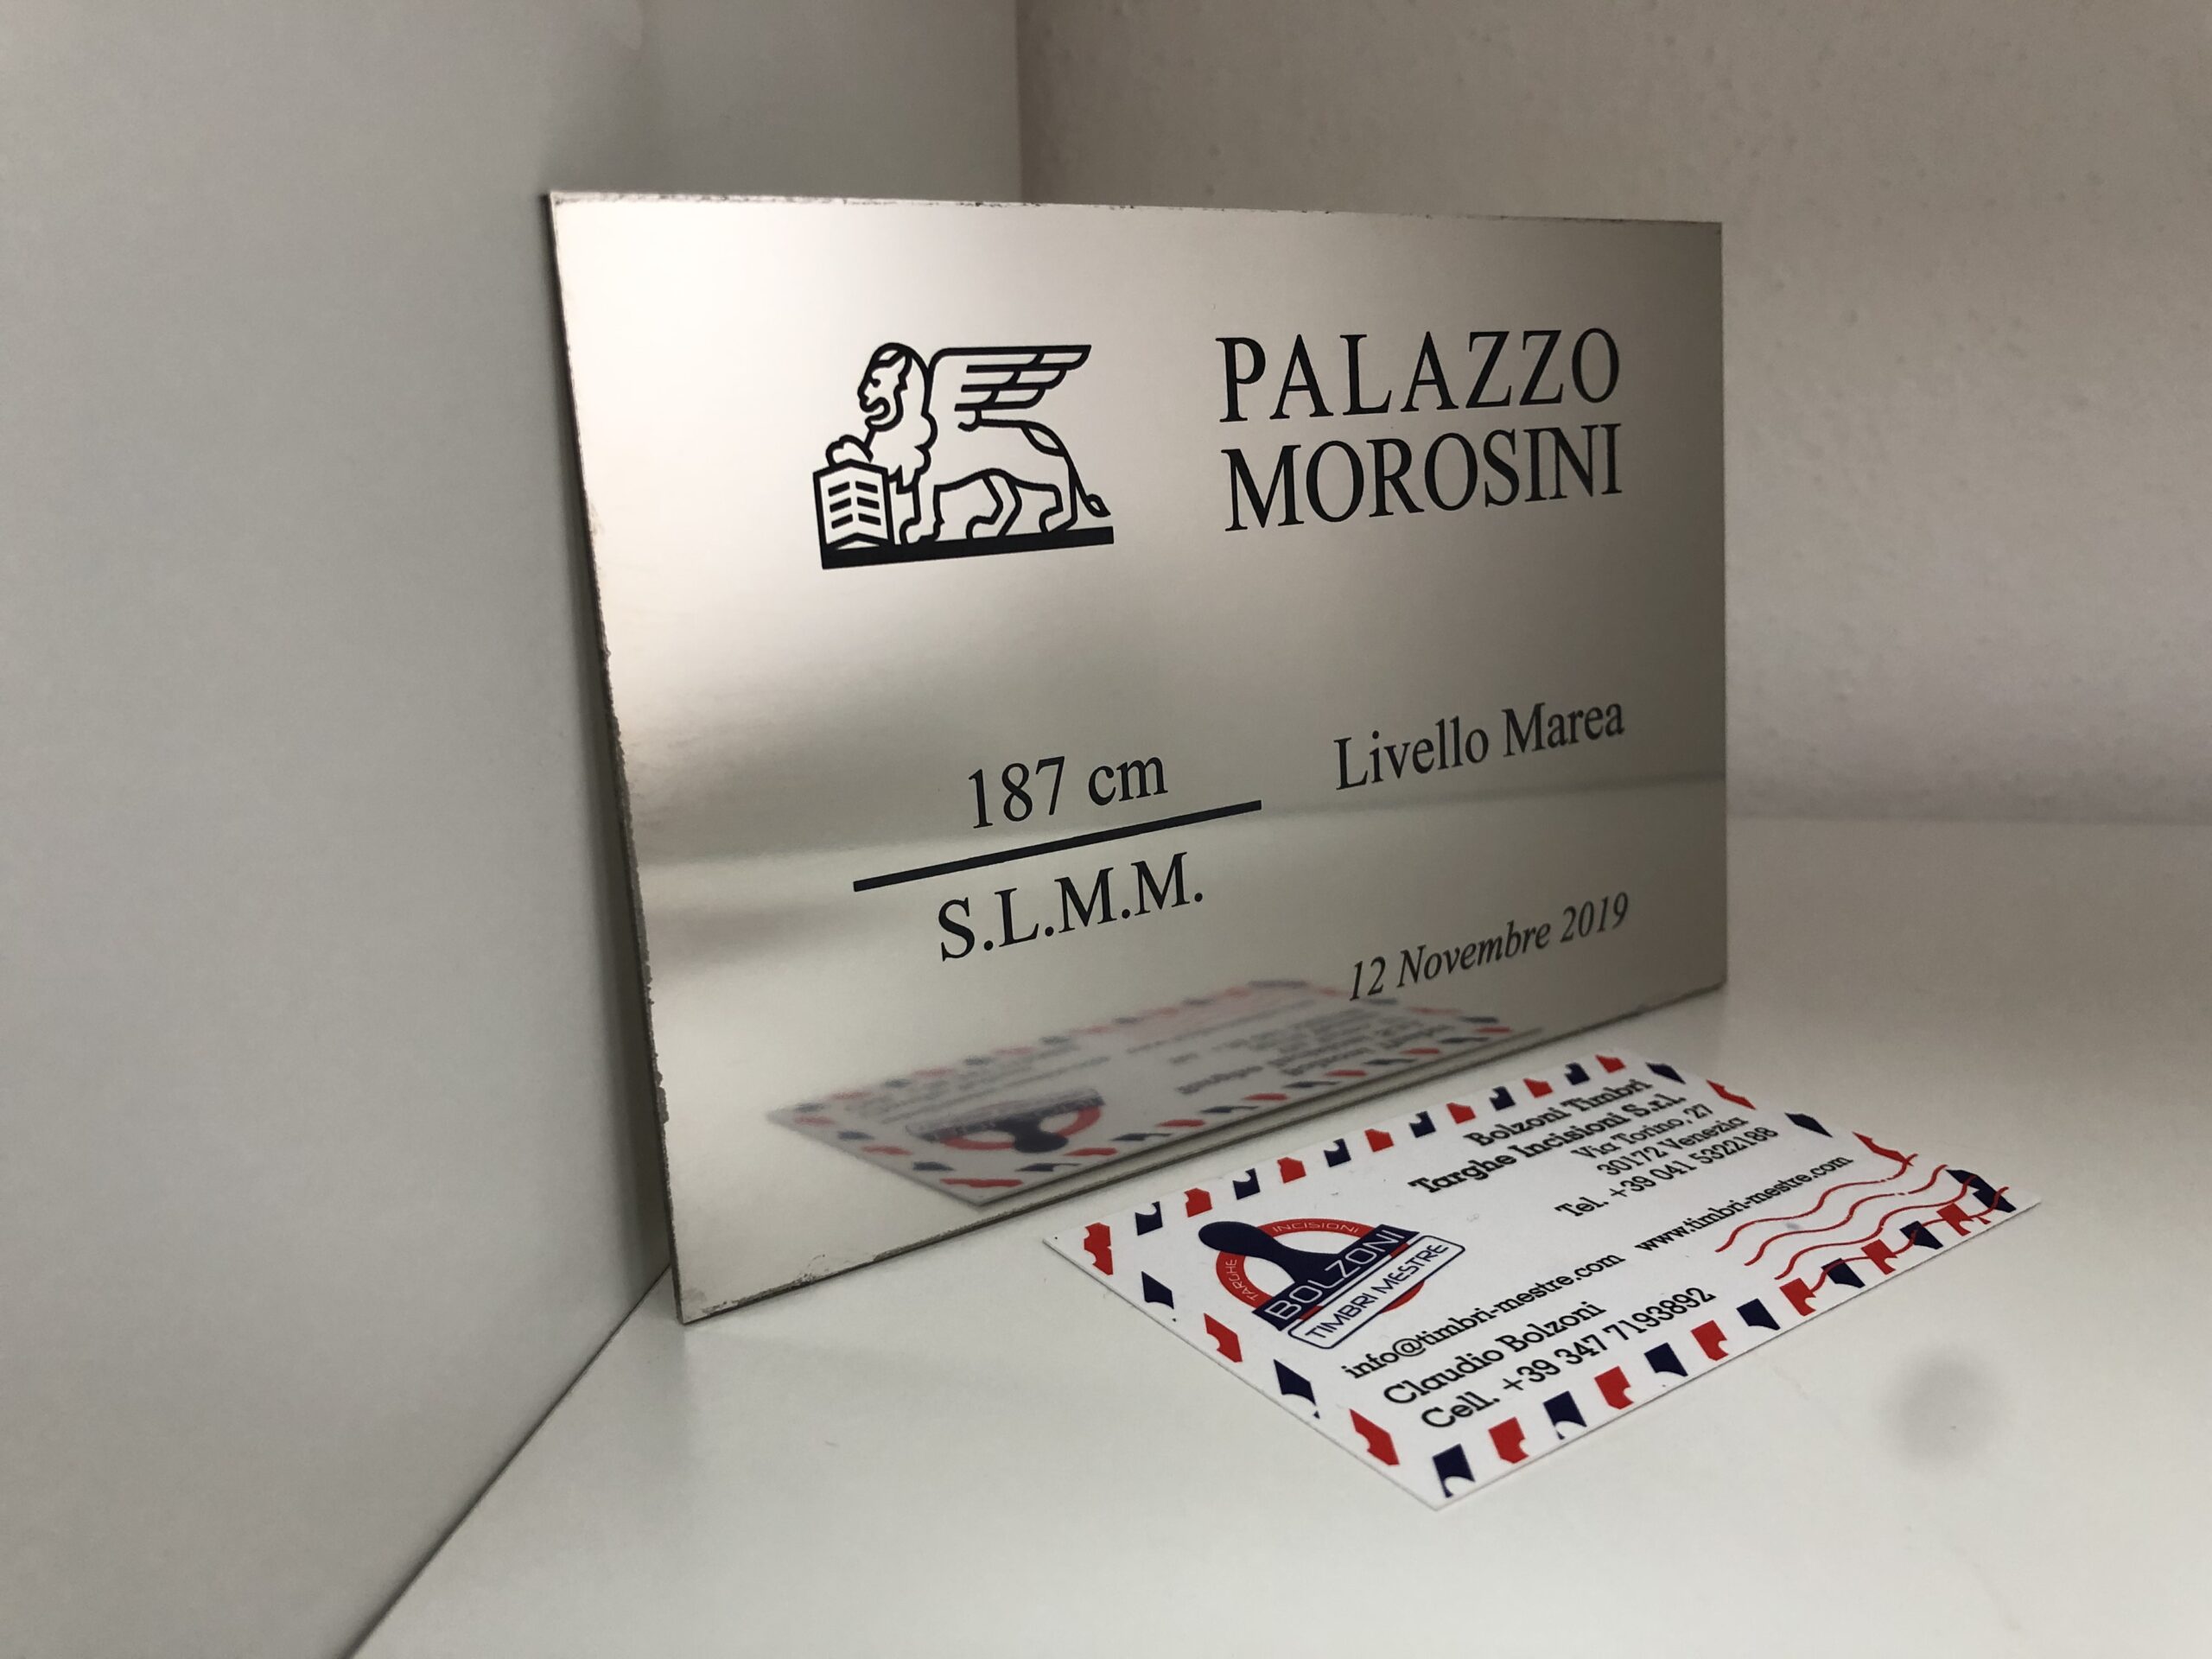 PALAZZO
MOROSINI
187 cm
S.L.M.M.
Livello Marea
12 Novembre 2019
Bolzoni Timbri
Targhe Incisioni S.r.l.
Via Torino, 27
30172 Venezia
Tel. +39 041 5322188
TARGHE INCISIONI
BOLZONI
TIMBRI MESTRE
info@timbri-mestre.com www.timbri-mestre.com
Claudio Bolzoni
Cell. +39 347 7193892